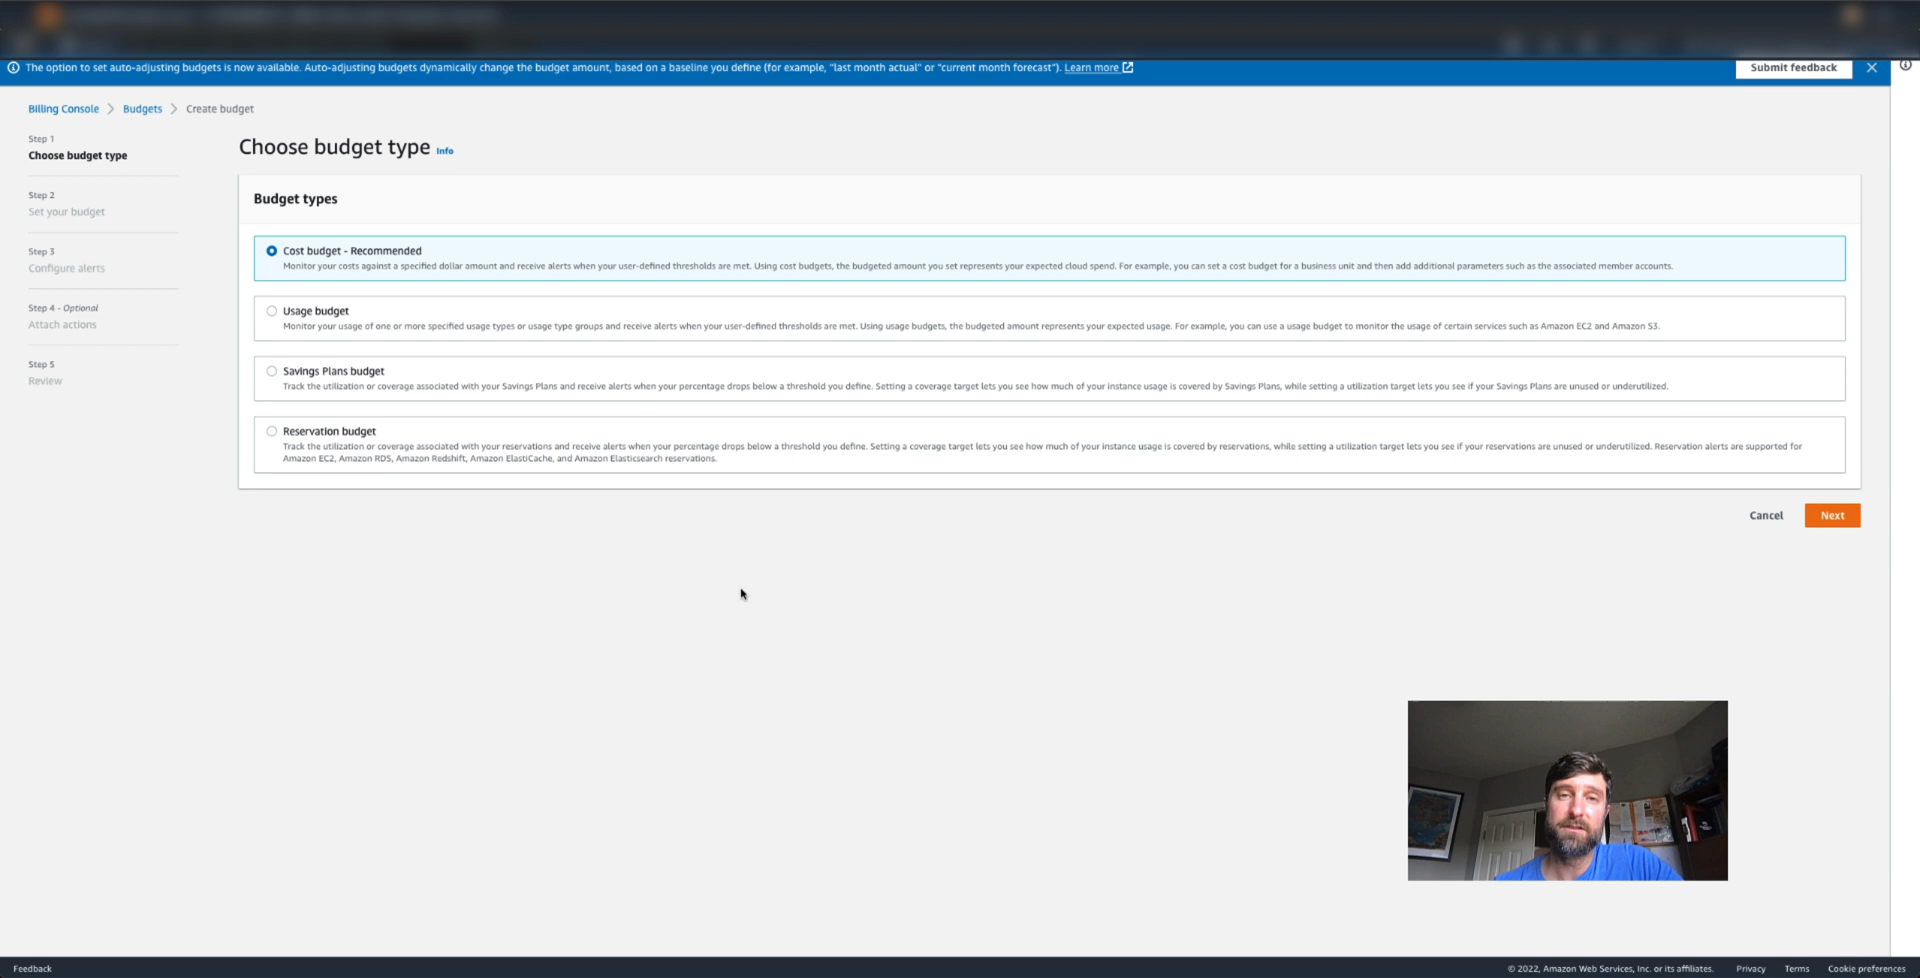 The option to set auto-adjusting budgets is now available. Auto-adjusting budgets dynamically change the budget amount, based on a baseline you define (for example, "last month actual" or "current month forecast"). Learn more
Submit feedback
Billing Console > Budgets > Create budget
Step 1
Choose budget type
Step 2
Set your budget
Step 3
Configure alerts
Step 4 - Optional
Attach actions
Step 5
Review
Choose budget type Info
Budget types
Cost budget - Recommended
Monitor your costs against a specified dollar amount and receive alerts when your user-defined thresholds are met. Using cost budgets, the budgeted amount you set represents your expected cloud spend. For example, you can set a cost budget for a business unit and then add additional parameters such as the associated member accounts.
Usage budget
Monitor your usage of one or more specified usage types or usage type groups and receive alerts when your user-defined thresholds are met. Using usage budgets, the budgeted amount represents your expected usage. For example, you can use a usage budget to monitor the usage of certain services such as Amazon EC2 and Amazon S3.
Savings Plans budget
Track the utilization or coverage associated with your Savings Plans and receive alerts when your percentage drops below a threshold you define. Setting a coverage target lets you see how much of your instance usage is covered by Savings Plans, while setting a utilization target lets you see if your Savings Plans are unused or underutilized.
Reservation budget
Track the utilization or coverage associated with your reservations and receive alerts when your percentage drops below a threshold you define. Setting a coverage target lets you see how much of your instance usage is covered by reservations, while setting a utilization target lets you see if your reservations are unused or underutilized. Reservation alerts are supported for
Amazon EC2, Amazon RDS, Amazon Redshift, Amazon ElastiCache, and Amazon Elasticsearch reservations.
Cancel
Next
Feedback
© 2022, Amazon Web Services, Inc. or its affiliates.
Privacy
Terms
Cookie preferences